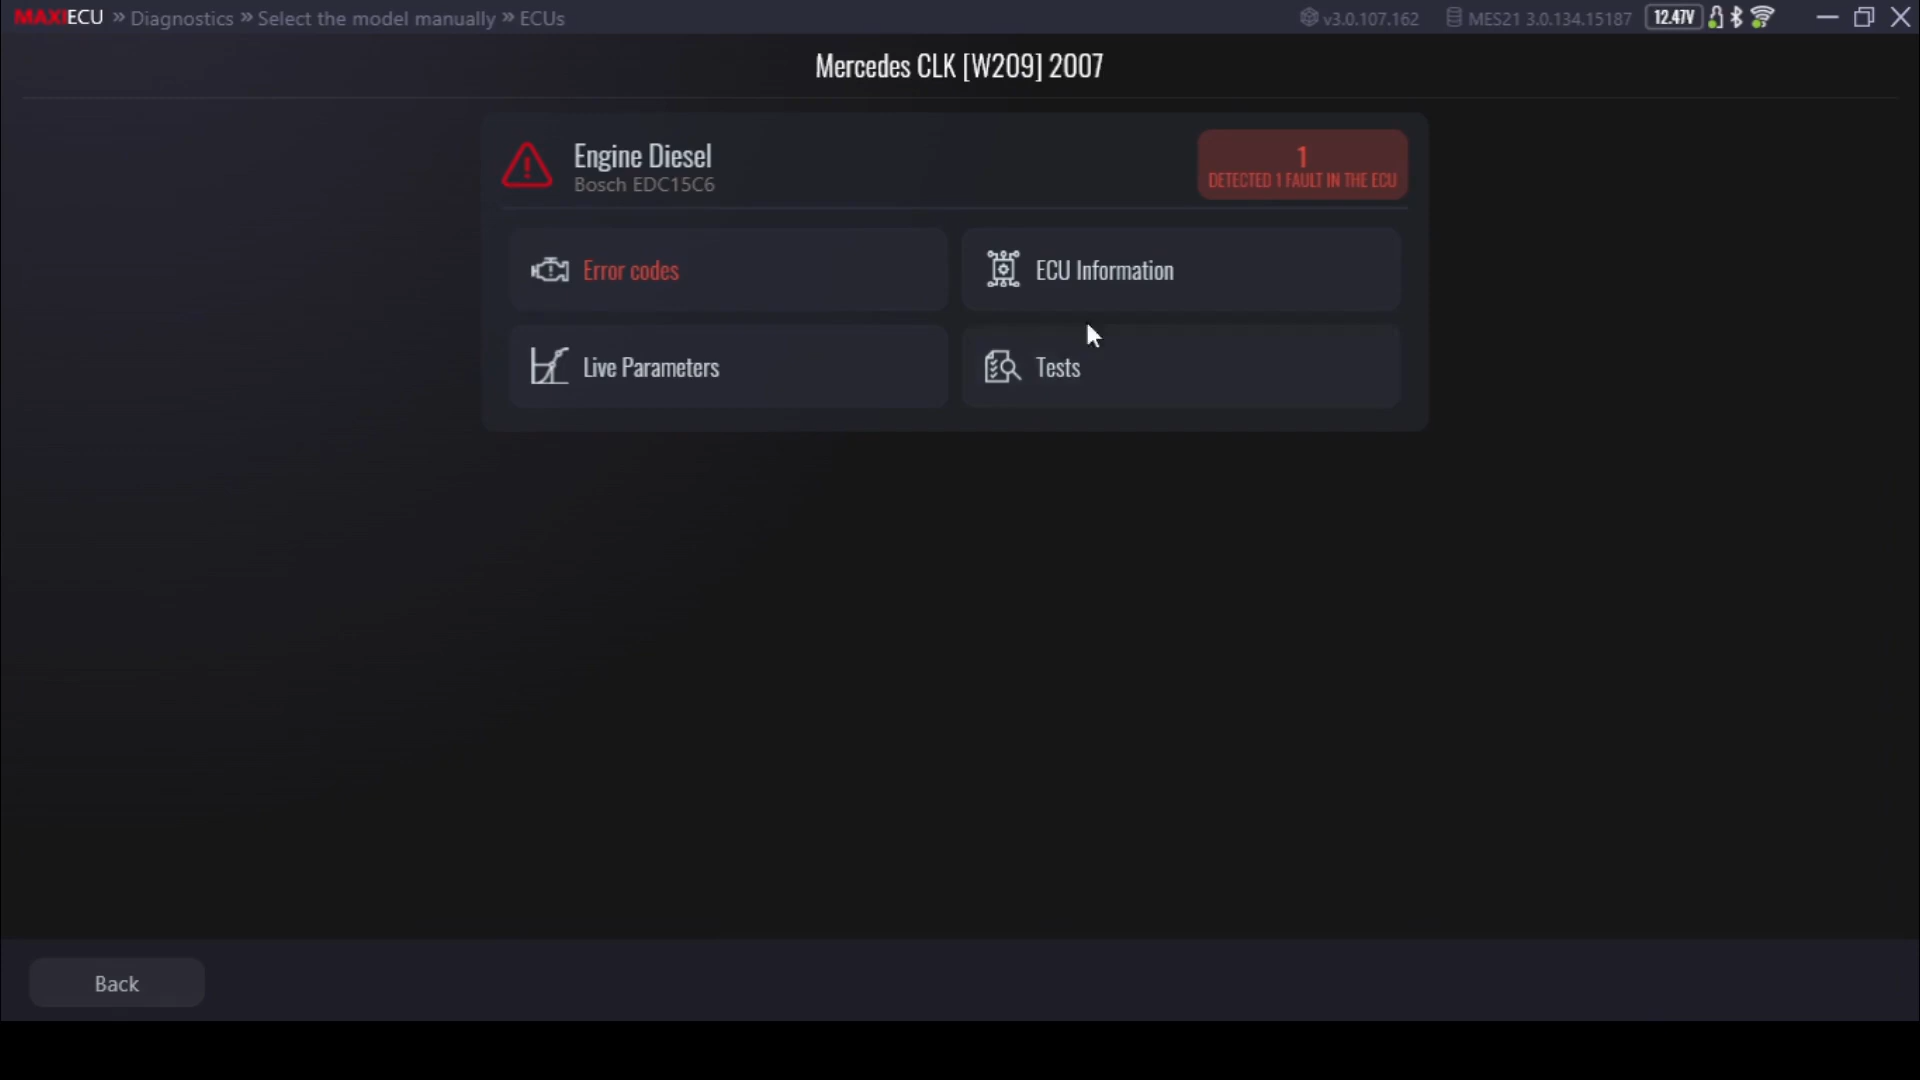 MAXIECU » Diagnostics » Select the model manually » ECUs v3.0.107.162 MES21 3.0.134.15187 12.47V
Mercedes CLK [W209] 2007
Engine Diesel
Bosch EDC15C6
1
DETECTED 1 FAULT IN THE ECU
Error codes
ECU Information
Live Parameters
Tests
Back